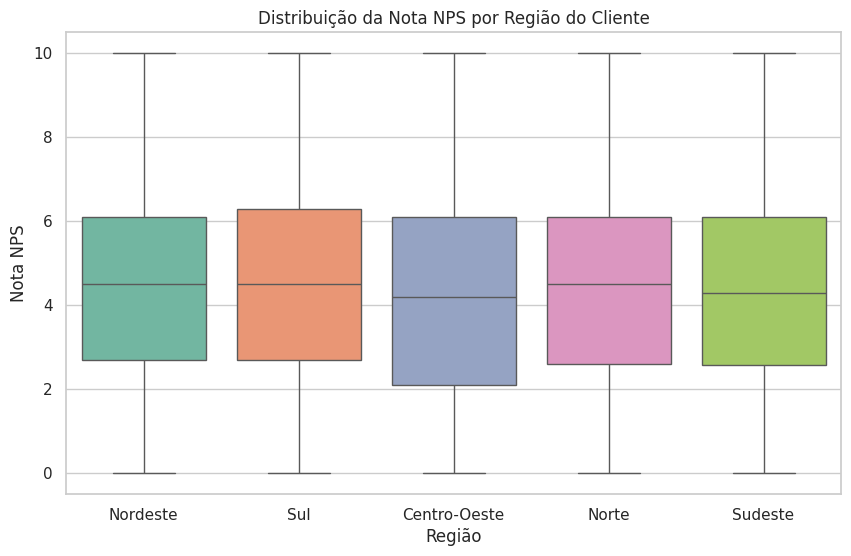 Distribuição da Nota NPS por Região do Cliente
Nota NPS
10
8
6
4
2
0
Nordeste
Sul
Centro-Oeste
Norte
Sudeste
Região